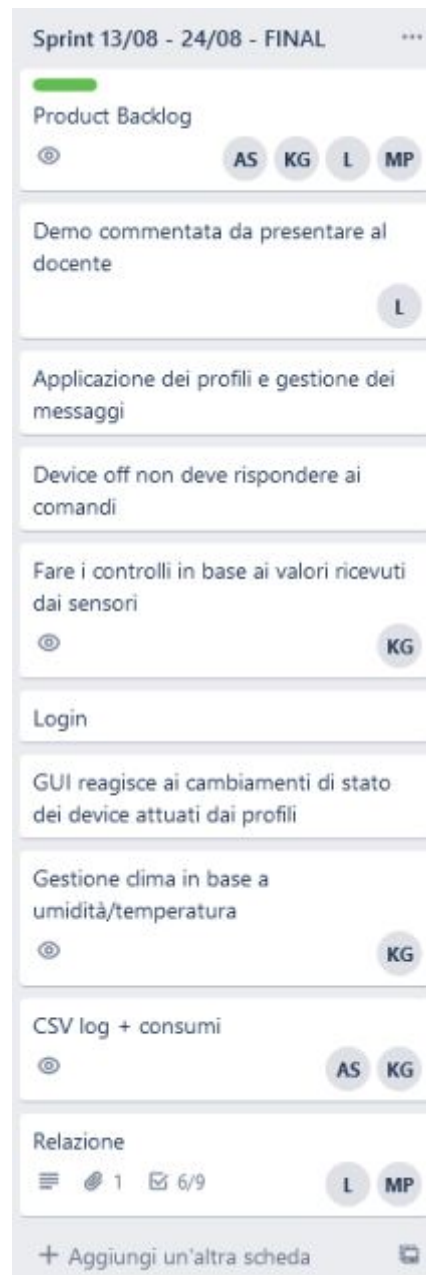 Sprint 13/08 - 24/08 - FINAL
Product Backlog
AS KG L MP
Demo commentata da presentare al
docente
L
Applicazione dei profili e gestione dei
messaggi
Device off non deve rispondere ai
comandi
Fare i controlli in base ai valori ricevuti
dai sensori
KG
Login
GUI reagisce ai cambiamenti di stato
dei device attuati dai profili
Gestione clima in base a
umidità/temperatura
KG
CSV log + consumi
AS KG
Relazione
1 6/9 L MP
+ Aggiungi un'altra scheda